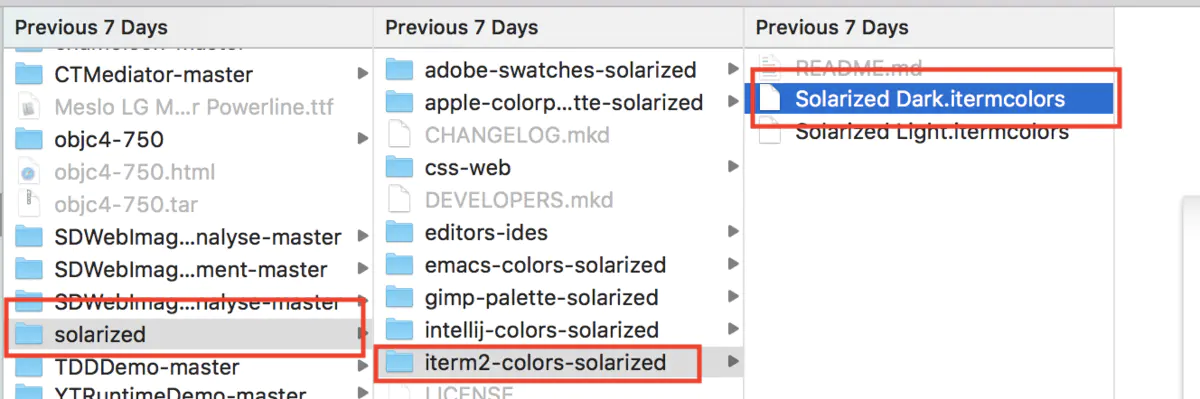 Previous 7 Days
chameleon-master
CTMediator-master
Meslo LG M...r Powerline.ttf
objc4-750
objc4-750.html
objc4-750.tar
SDWebImag...nalyse-master
SDWebImag...ment-master
SDWebImag...nalyse-master
solarized
TDDDemo-master
YTRuntimeDemo-master
Previous 7 Days
adobe-swatches-solarized
apple-colorp...tte-solarized
CHANGELOG.mkd
css-web
DEVELOPERS.mkd
editors-ides
emacs-colors-solarized
gimp-palette-solarized
intellij-colors-solarized
iterm2-colors-solarized
LICENSE
Previous 7 Days
README.md
Solarized Dark.itermcolors
Solarized Light.itermcolors